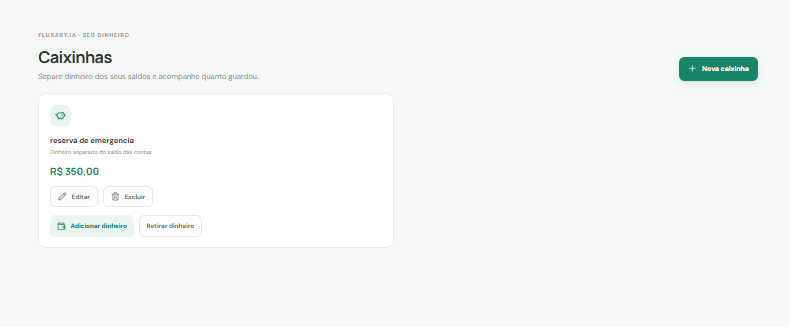 FLUXARY.IA · SEU DINHEIRO
Caixinhas
Separe dinheiro dos seus saldos e acompanhe quanto guardou.
+ Nova caixinha
reserva de emergencia
Dinheiro separado do saldo das contas
R$ 350,00
Editar
Excluir
Adicionar dinheiro
Retirar dinheiro